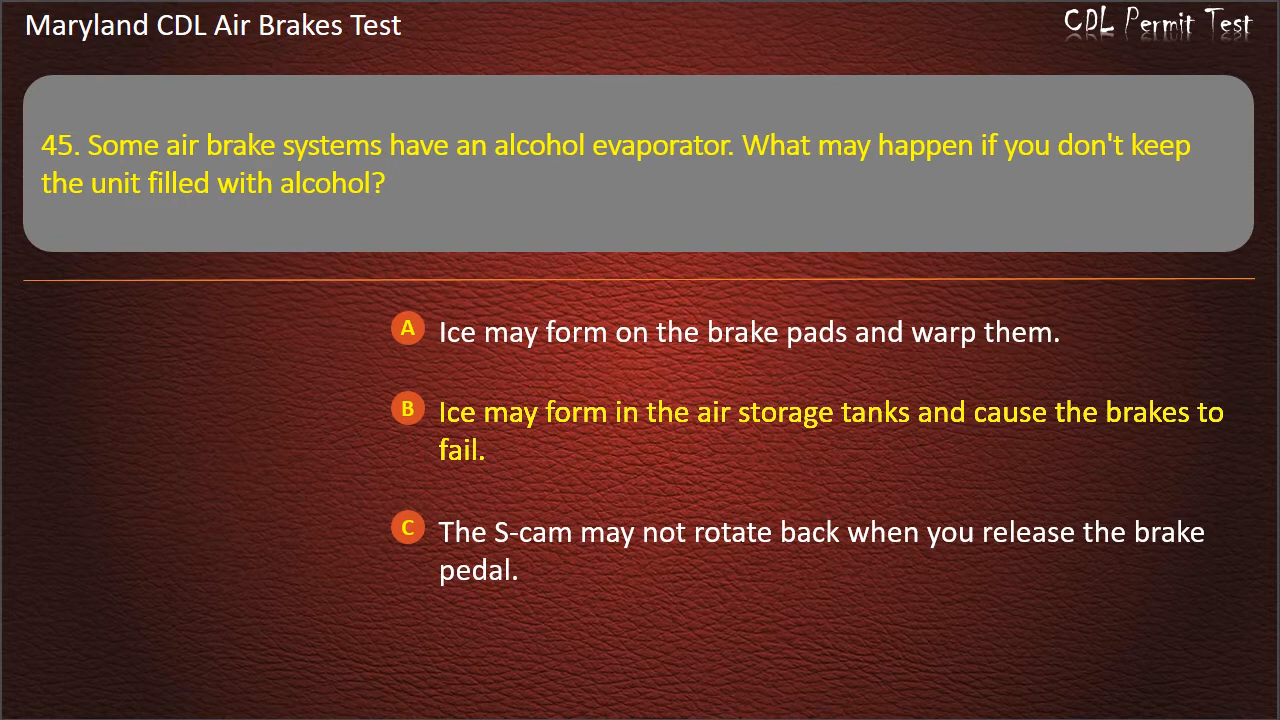 Maryland CDL Air Brakes Test
CDL Permit Test
45. Some air brake systems have an alcohol evaporator. What may happen if you don't keep
the unit filled with alcohol?
A Ice may form on the brake pads and warp them.
B Ice may form in the air storage tanks and cause the brakes to
fail.
C The S-cam may not rotate back when you release the brake
pedal.